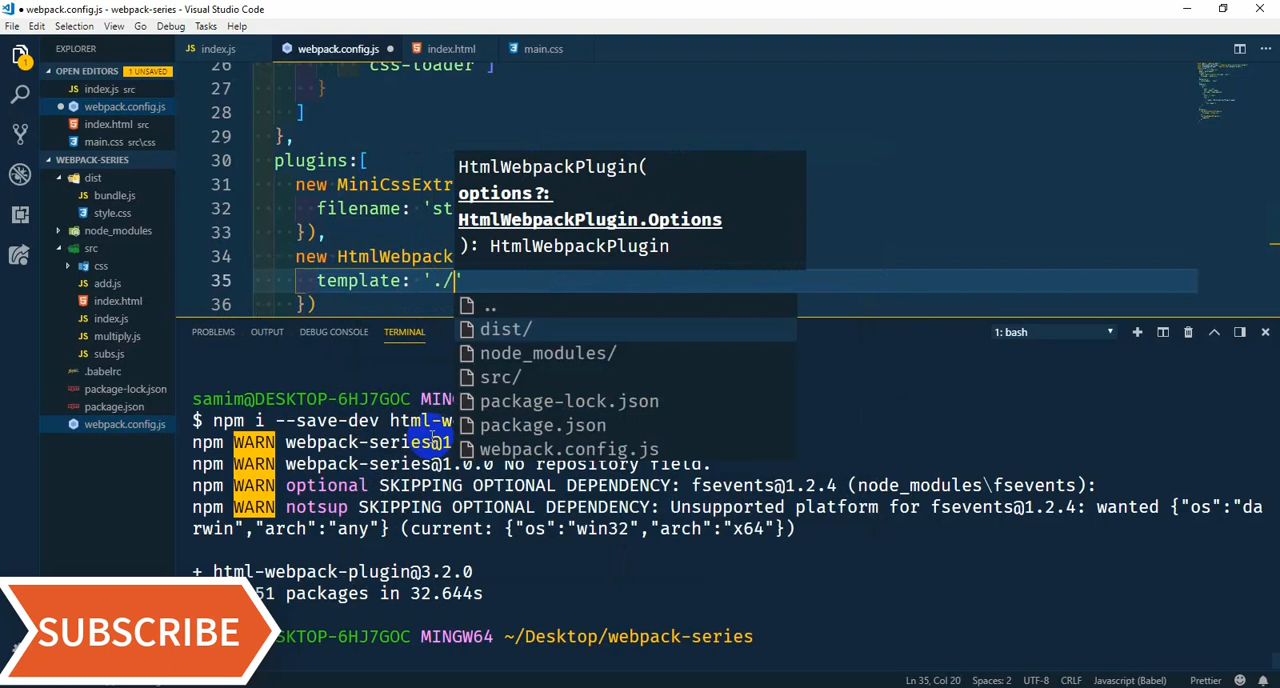 webpack.config.js - webpack-series - Visual Studio Code
File Edit Selection View Go Debug Tasks Help
EXPLORER
OPEN EDITORS 1 UNSAVED
index.js src
webpack.config.js
index.html src
main.css src\css
WEBPACK-SERIES
dist
bundle.js
style.css
node_modules
src
css
add.js
index.html
index.js
multiply.js
subs.js
.babelrc
package-lock.json
package.json
webpack.config.js
1
index.js webpack.config.js index.html main.css
26 css-loader ]
27 }
28 ]
29 },
30 plugins:[
31 new MiniCssExtr
32 filename: 'st
33 }),
34 new HtmlWebpack
35 template: './'
36 })
HtmlWebpackPlugin(
options?:
HtmlWebpackPlugin.Options
): HtmlWebpackPlugin
..
dist/
node_modules/
src/
package-lock.json
package.json
webpack.config.js
PROBLEMS OUTPUT DEBUG CONSOLE TERMINAL 1: bash
samim@DESKTOP-6HJ7GOC MING
$ npm i --save-dev html-w
npm WARN webpack-series@1
npm WARN webpack-series@1.0.0 No repository field.
npm WARN optional SKIPPING OPTIONAL DEPENDENCY: fsevents@1.2.4 (node_modules\fsevents):
npm WARN notsup SKIPPING OPTIONAL DEPENDENCY: Unsupported platform for fsevents@1.2.4: wanted {"os":"da
rwin","arch":"any"} (current: {"os":"win32","arch":"x64"})
+ html-webpack-plugin@3.2.0
51 packages in 32.644s
SKTOP-6HJ7GOC MINGW64 ~/Desktop/webpack-series
SUBSCRIBE
Ln 35, Col 20 Spaces: 2 UTF-8 CRLF Javascript (Babel) Prettier